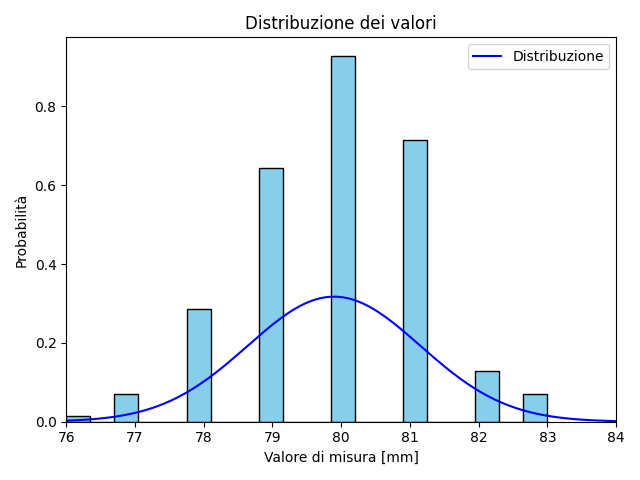 Distribuzione dei valori
Distribuzione
Probabilità
0.8
0.6
0.4
0.2
0.0
76 77 78 79 80 81 82 83 84
Valore di misura [mm]